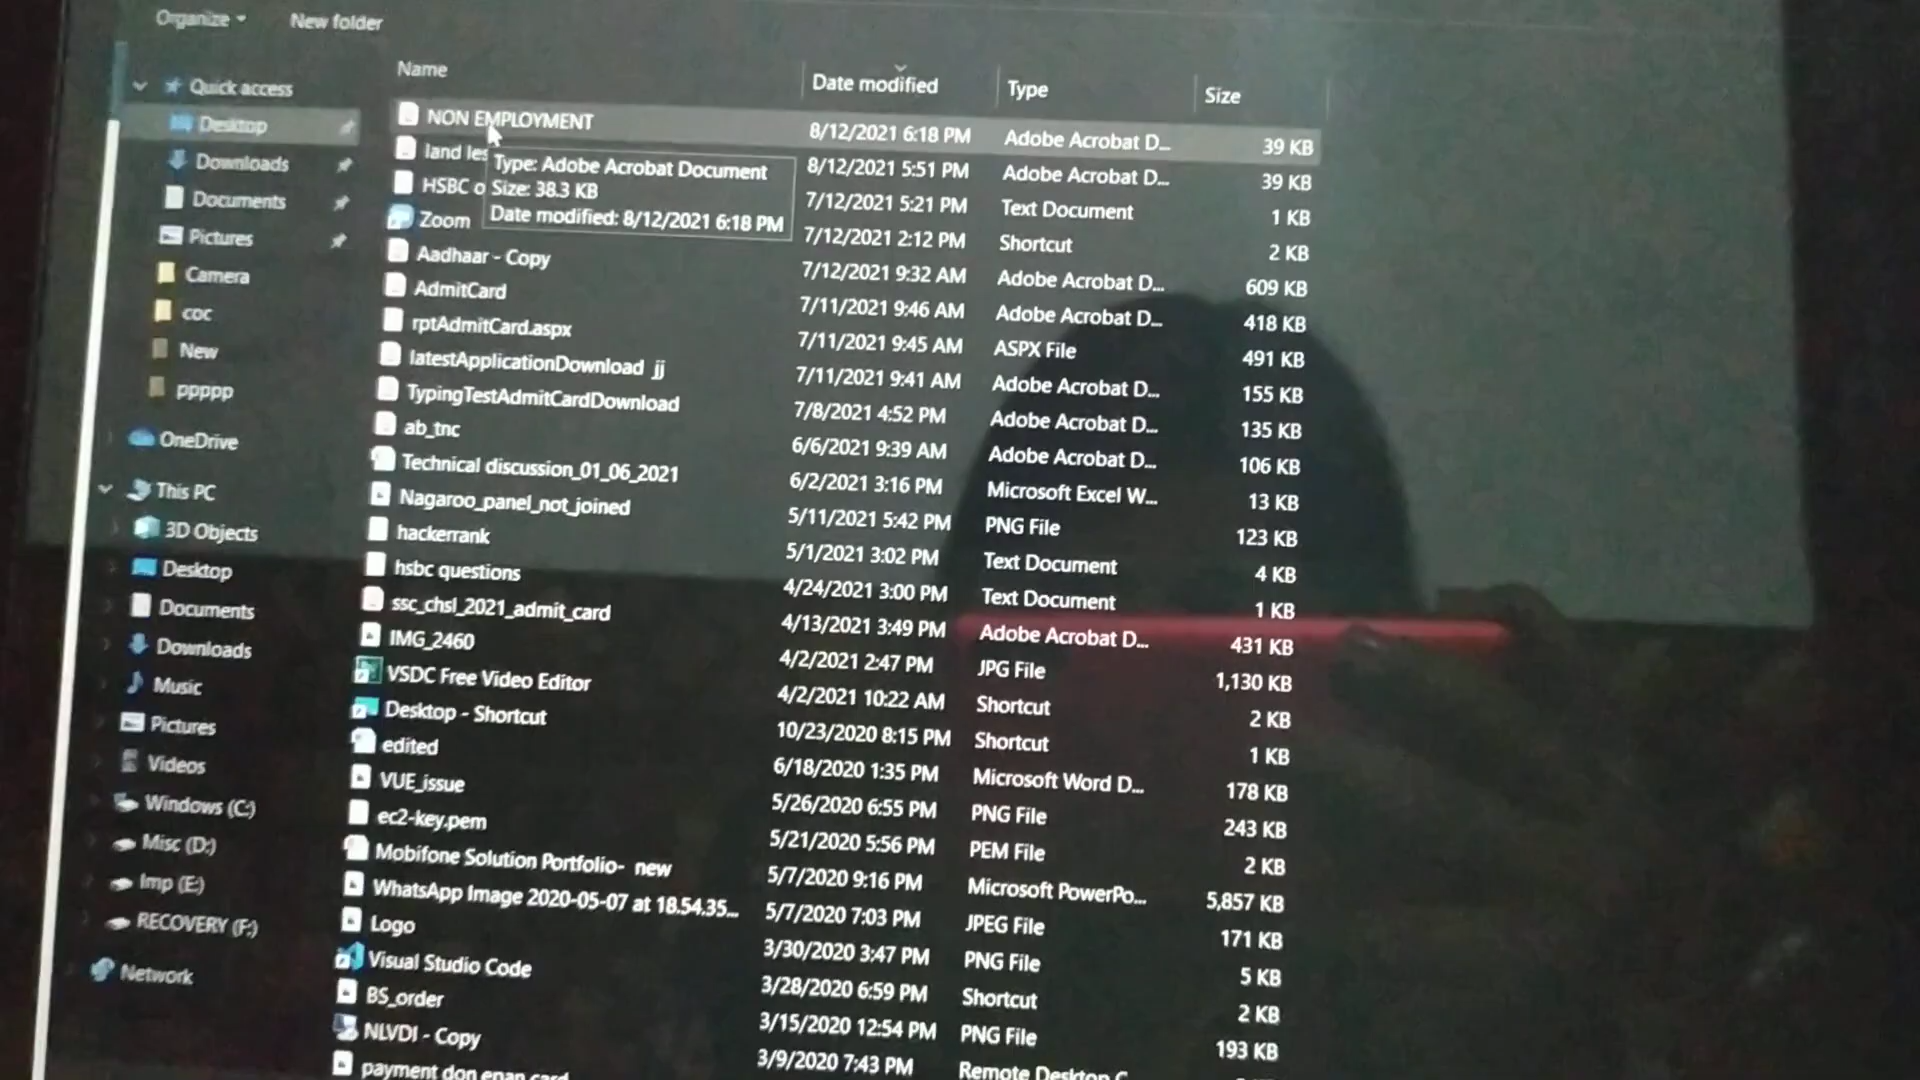 Organize New folder
Name Date modified Type Size
Quick access
Desktop
Downloads
Documents
Pictures
Camera
coc
New
ppppp
OneDrive
This PC
3D Objects
Desktop
Documents
Downloads
Music
Pictures
Videos
Windows (C:)
Misc (D:)
Imp (E:)
RECOVERY (F:)
Network
NON EMPLOYMENT 8/12/2021 6:18 PM Adobe Acrobat D... 39 KB
land les 8/12/2021 5:51 PM Adobe Acrobat D... 39 KB
HSBC o 7/12/2021 5:21 PM Text Document 1 KB
Zoom 7/12/2021 2:12 PM Shortcut 2 KB
Type: Adobe Acrobat Document
Size: 38.3 KB
Date modified: 8/12/2021 6:18 PM
Aadhaar - Copy 7/12/2021 9:32 AM Adobe Acrobat D... 609 KB
AdmitCard 7/11/2021 9:46 AM Adobe Acrobat D... 418 KB
rptAdmitCard.aspx 7/11/2021 9:45 AM ASPX File 491 KB
latestApplicationDownload jj 7/11/2021 9:41 AM Adobe Acrobat D... 155 KB
TypingTestAdmitCardDownload 7/8/2021 4:52 PM Adobe Acrobat D... 135 KB
ab_tnc 6/6/2021 9:39 AM Adobe Acrobat D... 106 KB
Technical discussion_01_06_2021 6/2/2021 3:16 PM Microsoft Excel W... 13 KB
Nagaroo_panel_not_joined 5/11/2021 5:42 PM PNG File 123 KB
hackerrank 5/1/2021 3:02 PM Text Document 4 KB
hsbc questions 4/24/2021 3:00 PM Text Document 1 KB
ssc_chsl_2021_admit_card 4/13/2021 3:49 PM Adobe Acrobat D... 431 KB
IMG_2460 4/2/2021 2:47 PM JPG File 1,130 KB
VSDC Free Video Editor 4/2/2021 10:22 AM Shortcut 2 KB
Desktop - Shortcut 10/23/2020 8:15 PM Shortcut 1 KB
edited 6/18/2020 1:35 PM Microsoft Word D... 178 KB
VUE_issue 5/26/2020 6:55 PM PNG File 243 KB
ec2-key.pem 5/21/2020 5:56 PM PEM File 2 KB
Mobifone Solution Portfolio- new 5/7/2020 9:16 PM Microsoft PowerPo... 5,857 KB
WhatsApp Image 2020-05-07 at 18.54.35... 5/7/2020 7:03 PM JPEG File 171 KB
Logo 3/30/2020 3:47 PM PNG File 5 KB
Visual Studio Code 3/28/2020 6:59 PM Shortcut 2 KB
BS_order 3/15/2020 12:54 PM PNG File 193 KB
NLVDI - Copy 3/9/2020 7:43 PM Remote Desktop C...
payment don epan card